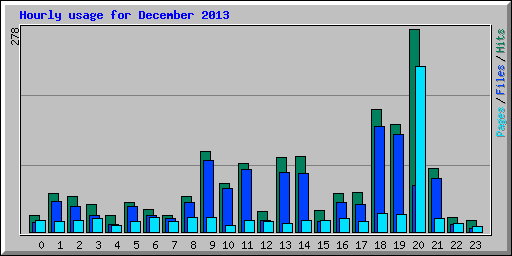 Hourly usage for December 2013
278
Pages/Files/Hits
0 1 2 3 4 5 6 7 8 9 10 11 12 13 14 15 16 17 18 19 20 21 22 23